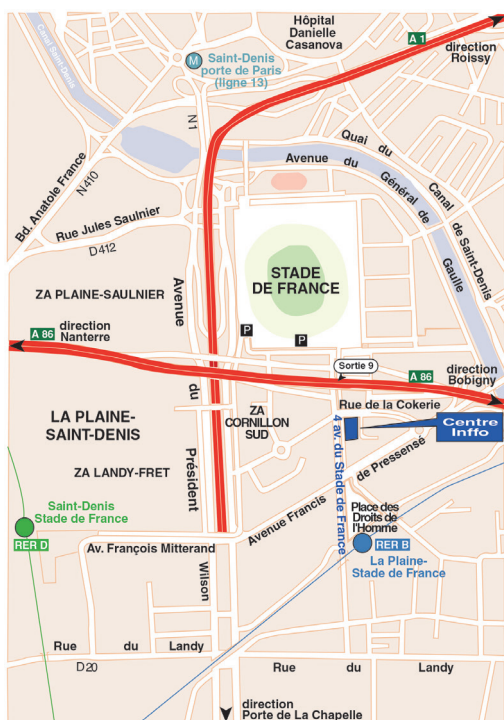 Hôpital
Danielle
Casanova
A 1
direction
Roissy
Canal Saint-Denis
M
Saint-Denis
porte de Paris
(ligne 13)
N 1
Quai du Canal de Saint-Denis
Avenue du Général de Gaulle
Bd. Anatole France
N 410
Rue Jules Saulnier
D 412
STADE
DE FRANCE
ZA PLAINE-SAULNIER
Avenue du Président Wilson
P
P
A 86
direction
Nanterre
Sortie 9
A 86
direction
Bobigny
Rue de la Cokerie
LA PLAINE-
SAINT-DENIS
ZA
CORNILLON
SUD
Centre
Inffo
4 av. du Stade de France
ZA LANDY-FRET
Avenue Francis de Pressensé
Saint-Denis
Stade de France
RER D
Place des
Droits de
l'Homme
Av. François Mitterand
RER B
La Plaine-
Stade de France
Rue du Landy
D 20
Rue du Landy
direction
Porte de La Chapelle